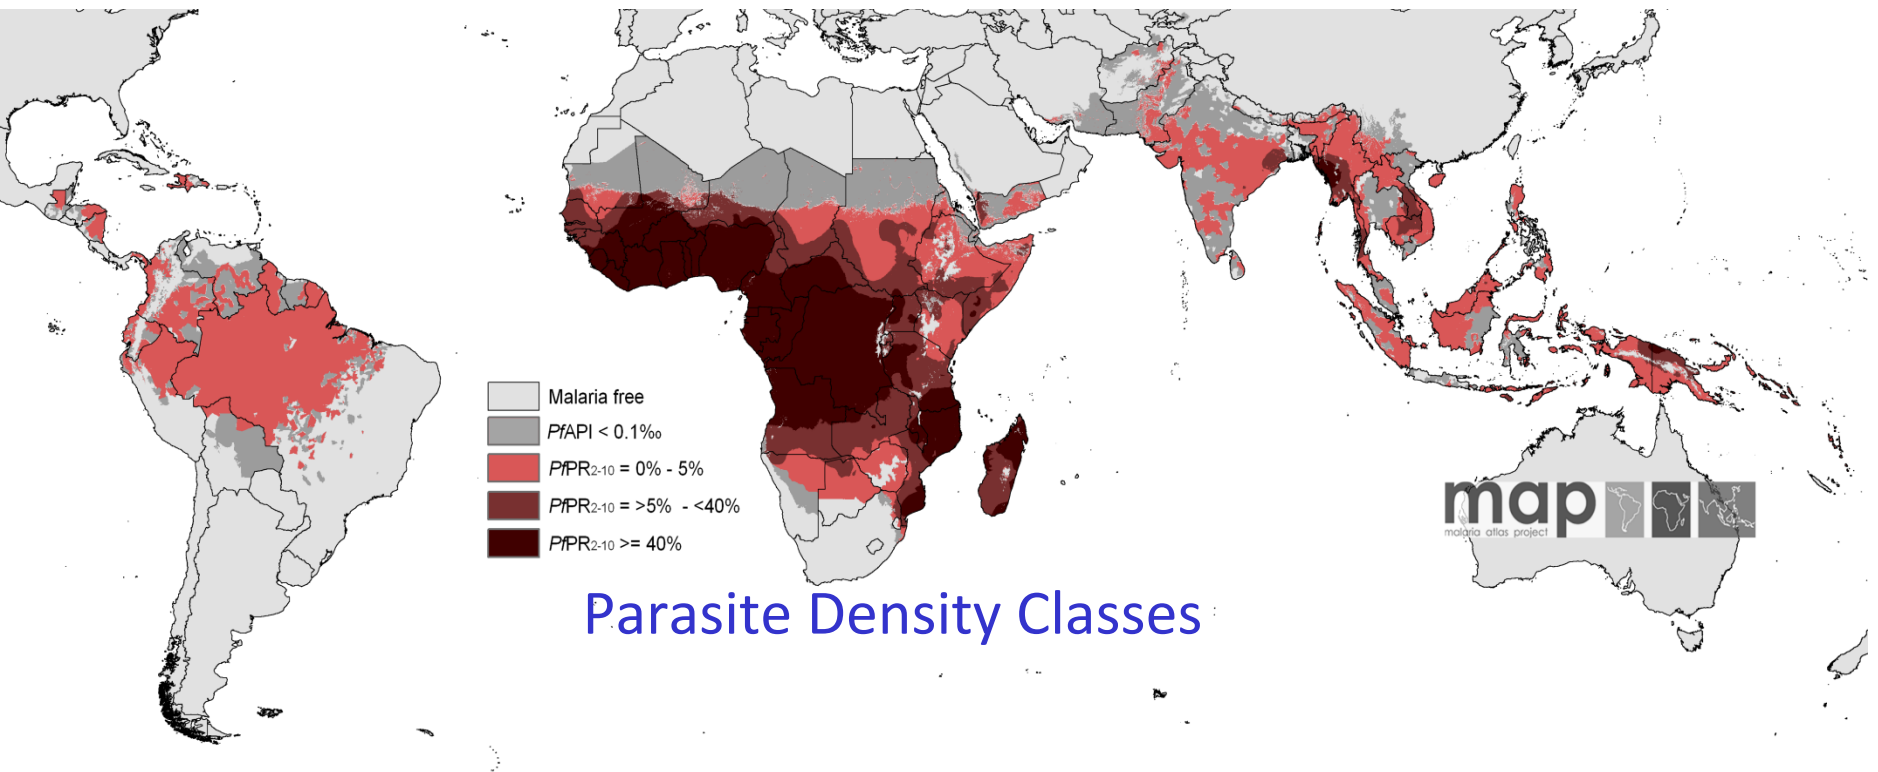 Malaria free
PfAPI < 0.1‰
PfPR2-10 = 0% - 5%
PfPR2-10 = >5% - <40%
PfPR2-10 >= 40%
Parasite Density Classes
map
malaria atlas project